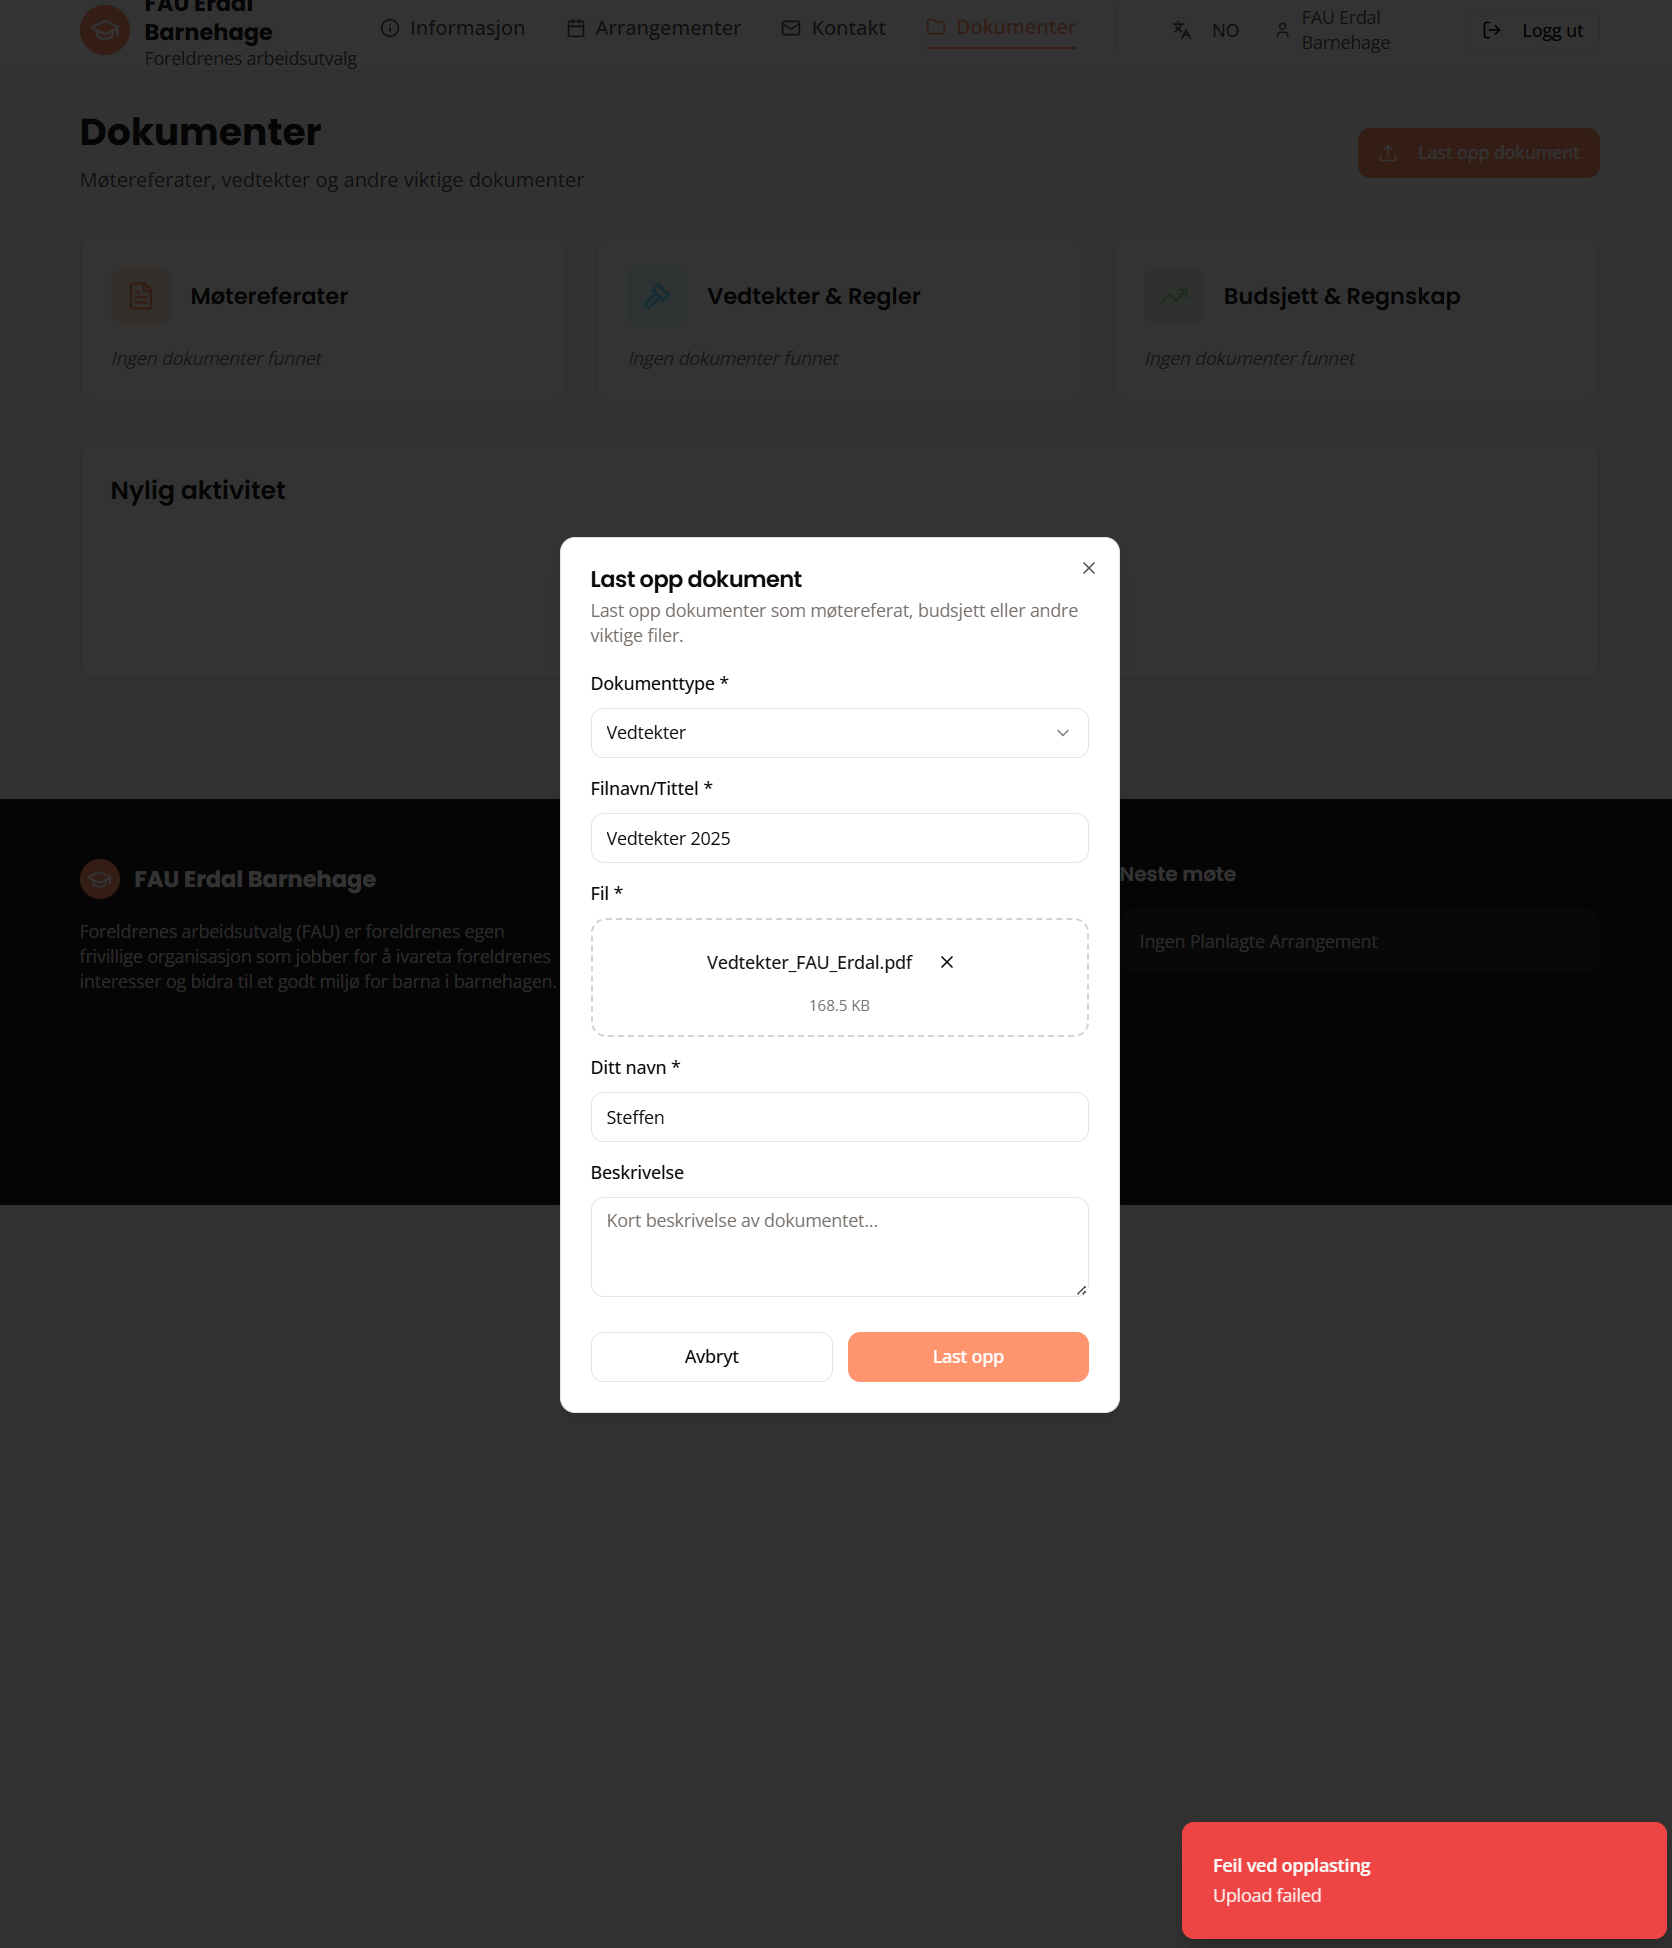 FAU Erdal
Barnehage
Foreldrenes arbeidsutvalg
Informasjon
Arrangementer
Kontakt
Dokumenter
NO
FAU Erdal
Barnehage
Logg ut
Dokumenter
Møtereferater, vedtekter og andre viktige dokumenter
Last opp dokument
Møtereferater
Ingen dokumenter funnet
Vedtekter & Regler
Ingen dokumenter funnet
Budsjett & Regnskap
Ingen dokumenter funnet
Nylig aktivitet
Last opp dokument
Last opp dokumenter som møtereferat, budsjett eller andre
viktige filer.
Dokumenttype *
Vedtekter
Filnavn/Tittel *
Vedtekter 2025
Fil *
Vedtekter_FAU_Erdal.pdf
168.5 KB
Ditt navn *
Steffen
Beskrivelse
Kort beskrivelse av dokumentet...
Avbryt
Last opp
FAU Erdal Barnehage
Foreldrenes arbeidsutvalg (FAU) er foreldrenes egen
frivillige organisasjon som jobber for å ivareta foreldrenes
interesser og bidra til et godt miljø for barna i barnehagen.
Neste møte
Ingen Planlagte Arrangement
Feil ved opplasting
Upload failed